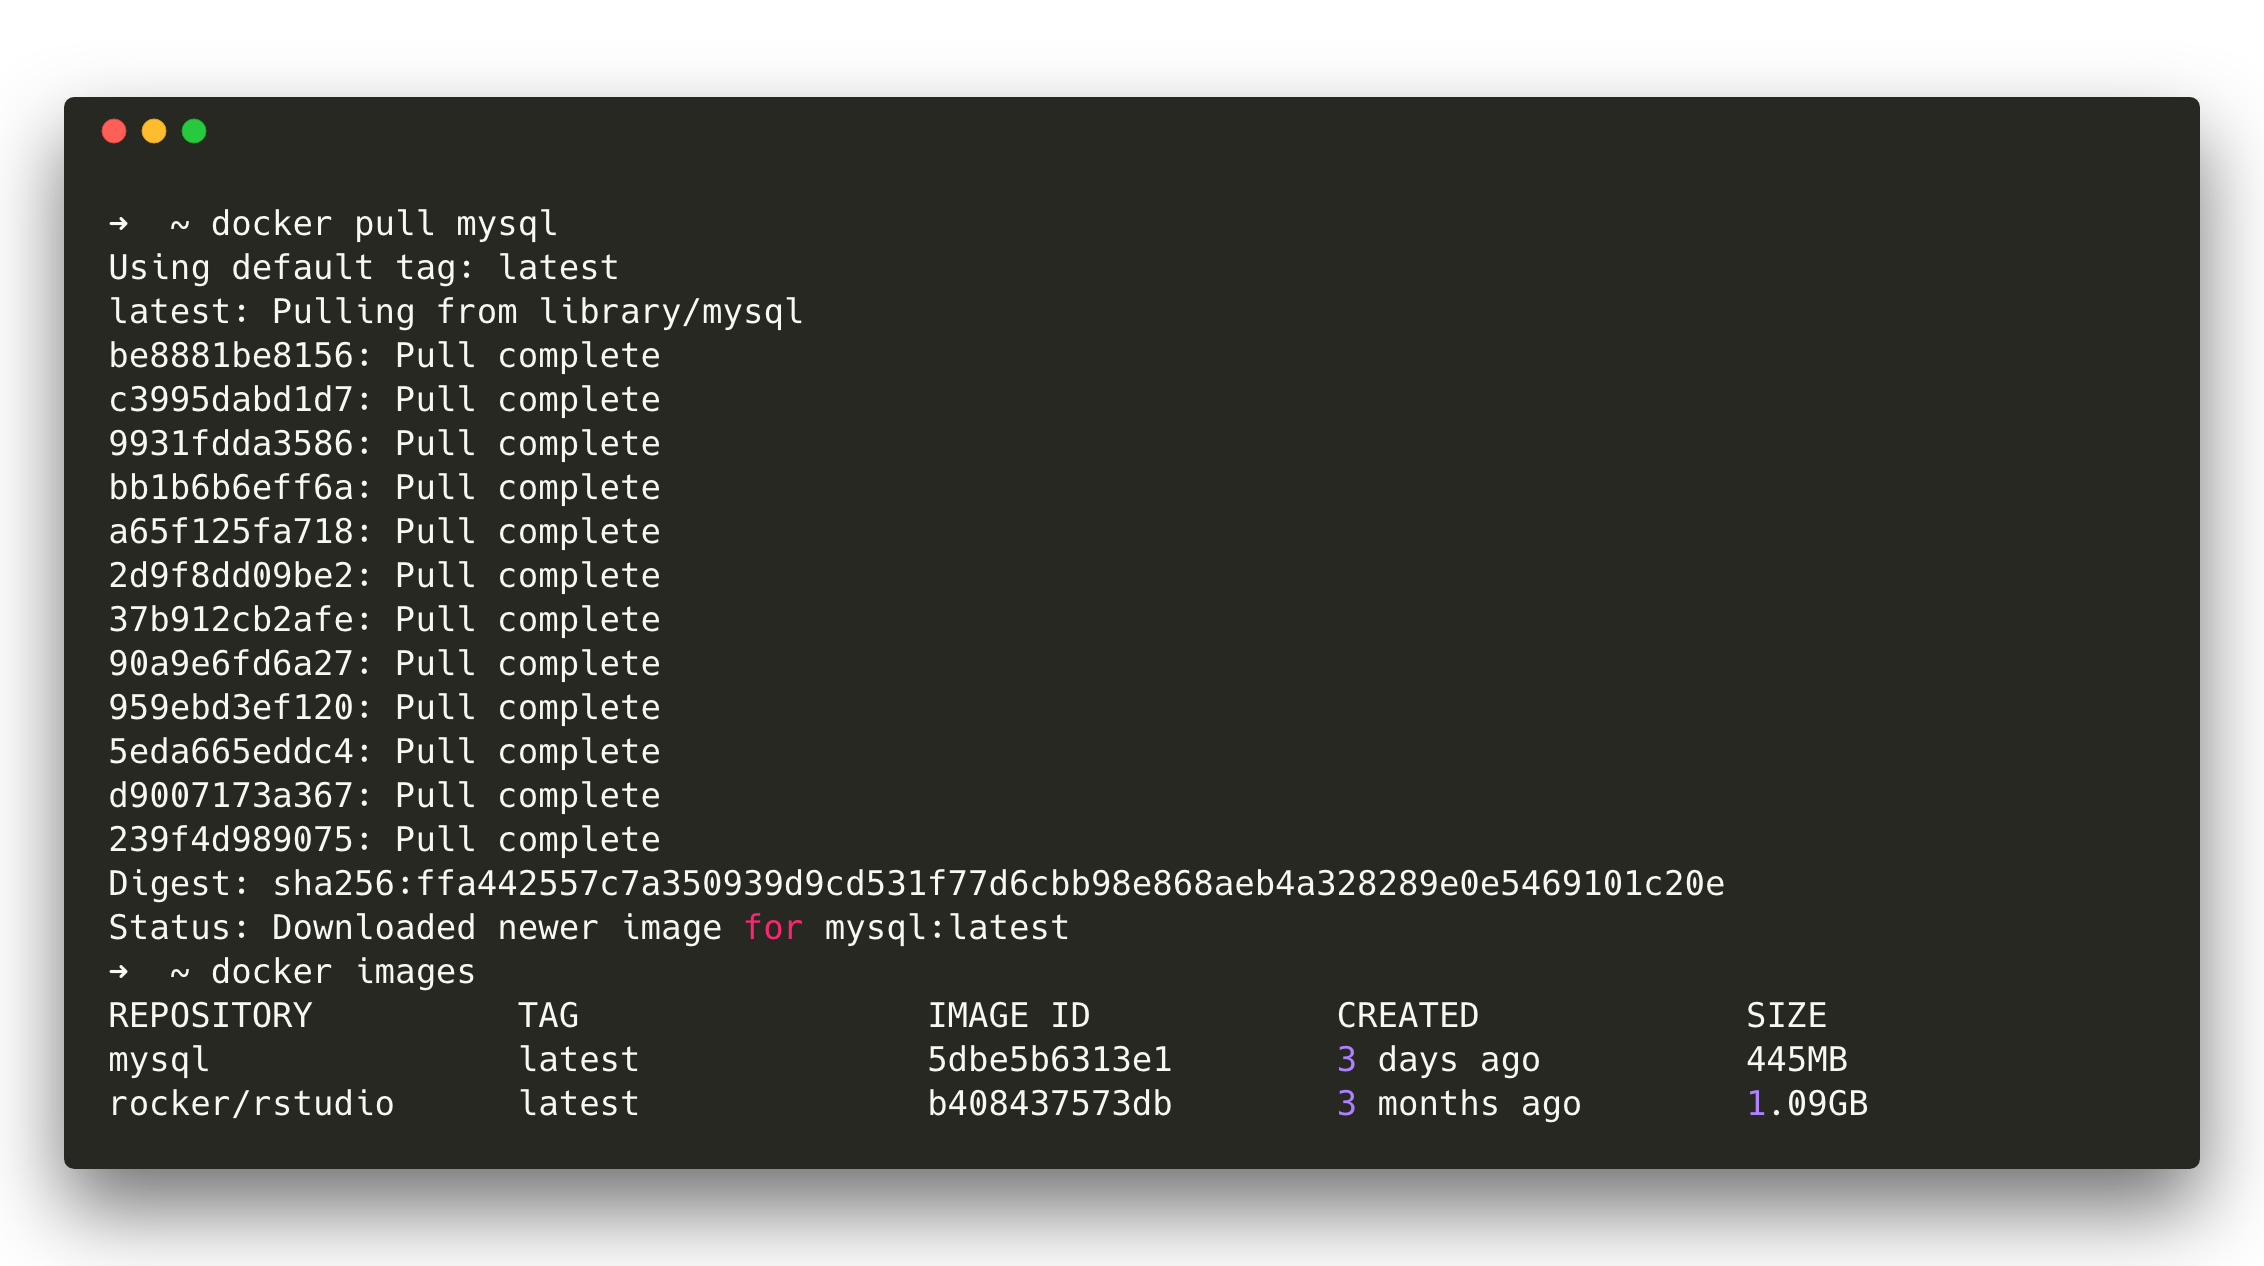 ➜  ~ docker pull mysql
Using default tag: latest
latest: Pulling from library/mysql
be8881be8156: Pull complete
c3995dabd1d7: Pull complete
9931fdda3586: Pull complete
bb1b6b6eff6a: Pull complete
a65f125fa718: Pull complete
2d9f8dd09be2: Pull complete
37b912cb2afe: Pull complete
90a9e6fd6a27: Pull complete
959ebd3ef120: Pull complete
5eda665eddc4: Pull complete
d9007173a367: Pull complete
239f4d989075: Pull complete
Digest: sha256:ffa442557c7a350939d9cd531f77d6cbb98e868aeb4a328289e0e5469101c20e
Status: Downloaded newer image for mysql:latest
➜  ~ docker images
REPOSITORY          TAG                 IMAGE ID            CREATED             SIZE
mysql               latest              5dbe5b6313e1        3 days ago          445MB
rocker/rstudio      latest              b408437573db        3 months ago        1.09GB